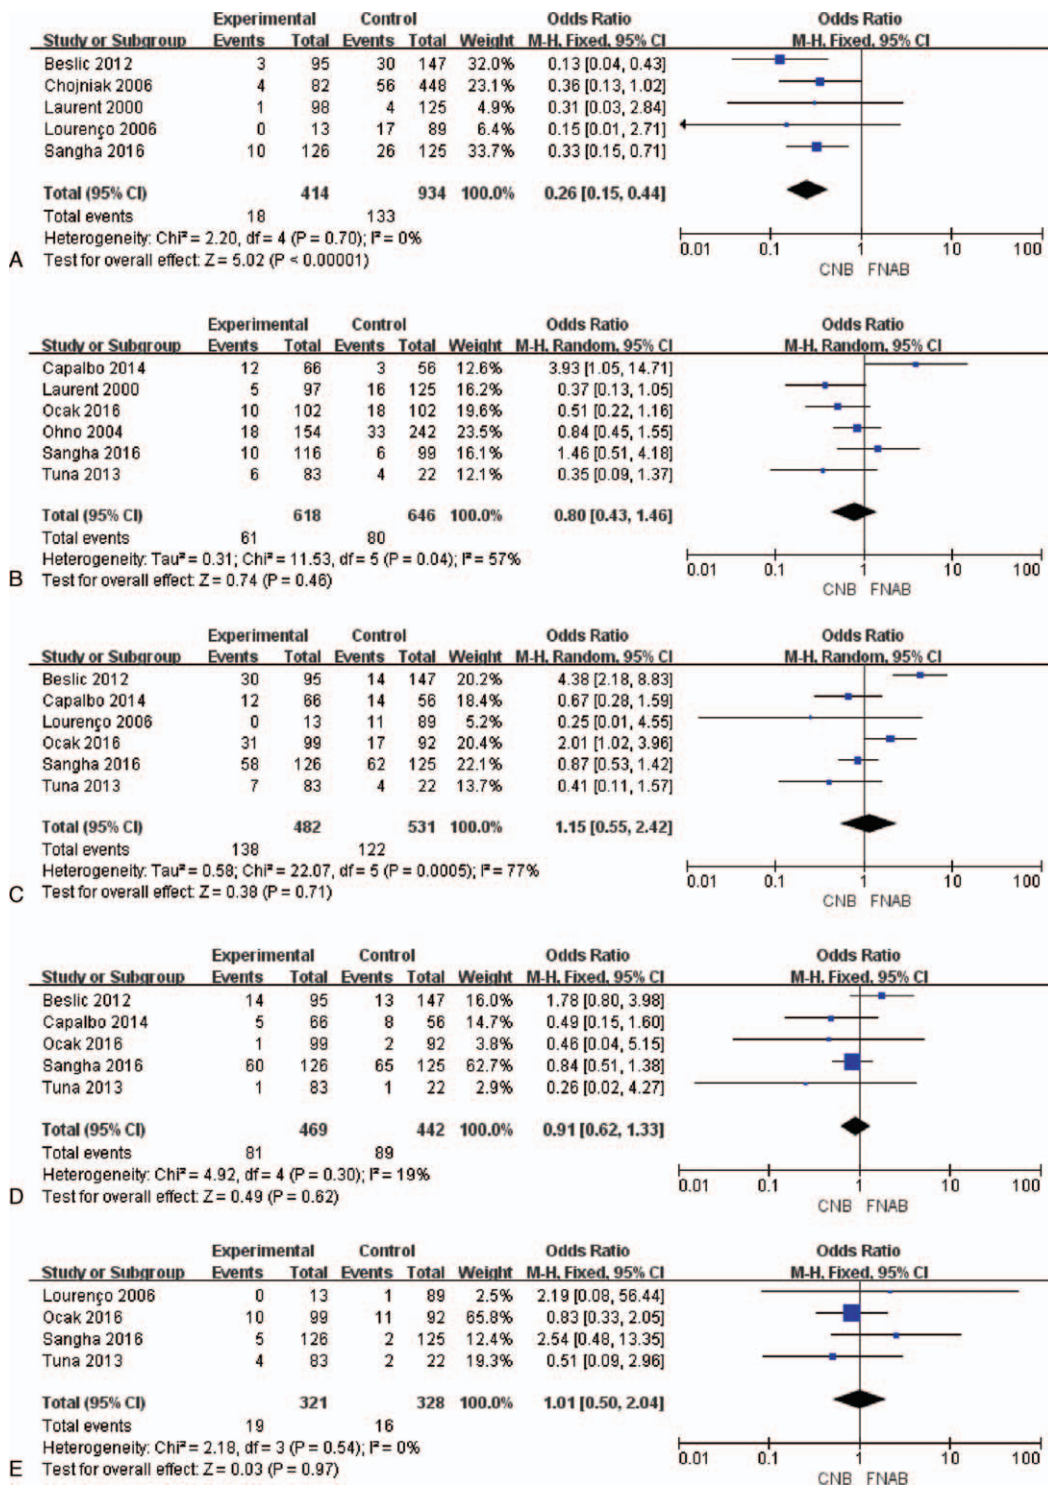 Experimental Control Odds Ratio Odds Ratio
Study or Subgroup Events Total Events Total Weight M-H, Fixed, 95% CI M-H, Fixed, 95% CI
Beslic 2012 3 95 30 147 32.0% 0.13 [0.04, 0.43]
Chojniak 2006 4 82 56 448 23.1% 0.36 [0.13, 1.02]
Laurent 2000 1 98 4 125 4.9% 0.31 [0.03, 2.84]
Lourenço 2006 0 13 17 89 6.4% 0.15 [0.01, 2.71]
Sangha 2016 10 126 26 125 33.7% 0.33 [0.15, 0.71]
Total (95% CI) 414 934 100.0% 0.26 [0.15, 0.44]
Total events 18 133
Heterogeneity: Chi² = 2.20, df = 4 (P = 0.70); I² = 0%
0.01 0.1 1 10 100
A Test for overall effect: Z = 5.02 (P < 0.00001)
CNB FNAB
Experimental Control Odds Ratio Odds Ratio
Study or Subgroup Events Total Events Total Weight M-H, Random, 95% CI M-H, Random, 95% CI
Capalbo 2014 12 66 3 56 12.6% 3.93 [1.05, 14.71]
Laurent 2000 5 97 16 125 16.2% 0.37 [0.13, 1.05]
Ocak 2016 10 102 18 102 19.6% 0.51 [0.22, 1.16]
Ohno 2004 18 154 33 242 23.5% 0.84 [0.45, 1.55]
Sangha 2016 10 116 6 99 16.1% 1.46 [0.51, 4.18]
Tuna 2013 6 83 4 22 12.1% 0.35 [0.09, 1.37]
Total (95% CI) 618 646 100.0% 0.80 [0.43, 1.46]
Total events 61 80
Heterogeneity: Tau² = 0.31; Chi² = 11.53, df = 5 (P = 0.04); I² = 57%
0.01 0.1 1 10 100
B Test for overall effect: Z = 0.74 (P = 0.46)
CNB FNAB
Experimental Control Odds Ratio Odds Ratio
Study or Subgroup Events Total Events Total Weight M-H, Random, 95% CI M-H, Random, 95% CI
Beslic 2012 30 95 14 147 20.2% 4.38 [2.18, 8.83]
Capalbo 2014 12 66 14 56 18.4% 0.67 [0.28, 1.59]
Lourenço 2006 0 13 11 89 5.2% 0.25 [0.01, 4.55]
Ocak 2016 31 99 17 92 20.4% 2.01 [1.02, 3.96]
Sangha 2016 58 126 62 125 22.1% 0.87 [0.53, 1.42]
Tuna 2013 7 83 4 22 13.7% 0.41 [0.11, 1.57]
Total (95% CI) 482 531 100.0% 1.15 [0.55, 2.42]
Total events 138 122
Heterogeneity: Tau² = 0.58; Chi² = 22.07, df = 5 (P = 0.0005); I² = 77%
0.01 0.1 1 10 100
C Test for overall effect: Z = 0.38 (P = 0.71)
CNB FNAB
Experimental Control Odds Ratio Odds Ratio
Study or Subgroup Events Total Events Total Weight M-H, Fixed, 95% CI M-H, Fixed, 95% CI
Beslic 2012 14 95 13 147 16.0% 1.78 [0.80, 3.98]
Capalbo 2014 5 66 8 56 14.7% 0.49 [0.15, 1.60]
Ocak 2016 1 99 2 92 3.8% 0.46 [0.04, 5.15]
Sangha 2016 60 126 65 125 62.7% 0.84 [0.51, 1.38]
Tuna 2013 1 83 1 22 2.9% 0.26 [0.02, 4.27]
Total (95% CI) 469 442 100.0% 0.91 [0.62, 1.33]
Total events 81 89
Heterogeneity: Chi² = 4.92, df = 4 (P = 0.30); I² = 19%
0.01 0.1 1 10 100
D Test for overall effect: Z = 0.49 (P = 0.62)
CNB FNAB
Experimental Control Odds Ratio Odds Ratio
Study or Subgroup Events Total Events Total Weight M-H, Fixed, 95% CI M-H, Fixed, 95% CI
Lourenço 2006 0 13 1 89 2.5% 2.19 [0.08, 56.44]
Ocak 2016 10 99 11 92 65.8% 0.83 [0.33, 2.05]
Sangha 2016 5 126 2 125 12.4% 2.54 [0.48, 13.35]
Tuna 2013 4 83 2 22 19.3% 0.51 [0.09, 2.96]
Total (95% CI) 321 328 100.0% 1.01 [0.50, 2.04]
Total events 19 16
Heterogeneity: Chi² = 2.18, df = 3 (P = 0.54); I² = 0%
0.01 0.1 1 10 100
E Test for overall effect: Z = 0.03 (P = 0.97)
CNB FNAB